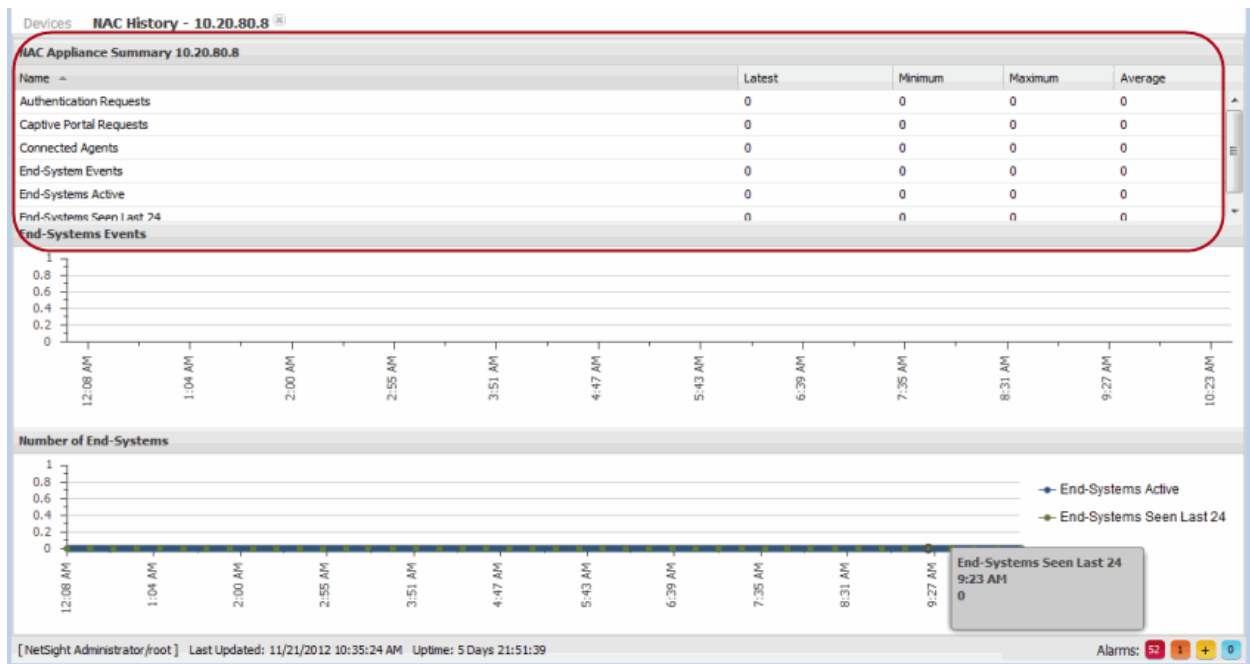 Devices NAC History - 10.20.80.8
NAC Appliance Summary 10.20.80.8
Name Latest Minimum Maximum Average
Authentication Requests 0 0 0 0
Captive Portal Requests 0 0 0 0
Connected Agents 0 0 0 0
End-System Events 0 0 0 0
End-Systems Active 0 0 0 0
End-Systems Seen Last 24 0 0 0 0
End-Systems Events
1
0.8
0.6
0.4
0.2
0
12:08 AM 1:04 AM 2:00 AM 2:55 AM 3:51 AM 4:47 AM 5:43 AM 6:39 AM 7:35 AM 8:31 AM 9:27 AM 10:23 AM
Number of End-Systems
1
0.8
0.6
0.4
0.2
0
End-Systems Active
End-Systems Seen Last 24
12:08 AM 1:04 AM 2:00 AM 2:55 AM 3:51 AM 4:47 AM 5:43 AM 6:39 AM 7:35 AM 8:31 AM 9:27 AM
End-Systems Seen Last 24
9:23 AM
0
[ NetSight Administrator/root ] Last Updated: 11/21/2012 10:35:24 AM Uptime: 5 Days 21:51:39 Alarms: 52 1 + 0